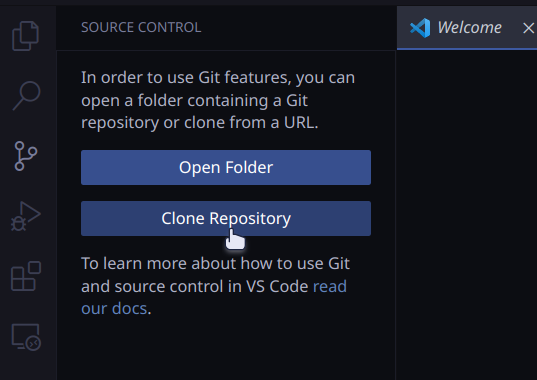 SOURCE CONTROL
Welcome
In order to use Git features, you can
open a folder containing a Git
repository or clone from a URL.
Open Folder
Clone Repository
To learn more about how to use Git
and source control in VS Code read
our docs.